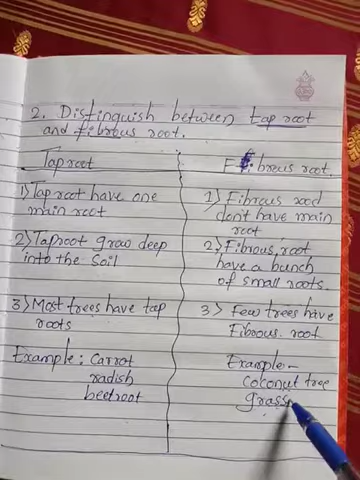 2. Distinguish between tap root
and fibrous root.
Tap root
Fibrous root.
1) Tap root have one
main root
1) Fibrous rood
don't have main
root
2) Taproot grow deep
into the Soil
2) Fibrous root
have a bunch
of small roots.
3) Most trees have tap
roots
3) Few trees have
Fibrous. root
Example : Carrot
radish
beetroot
Example -
Coconut tree
grass